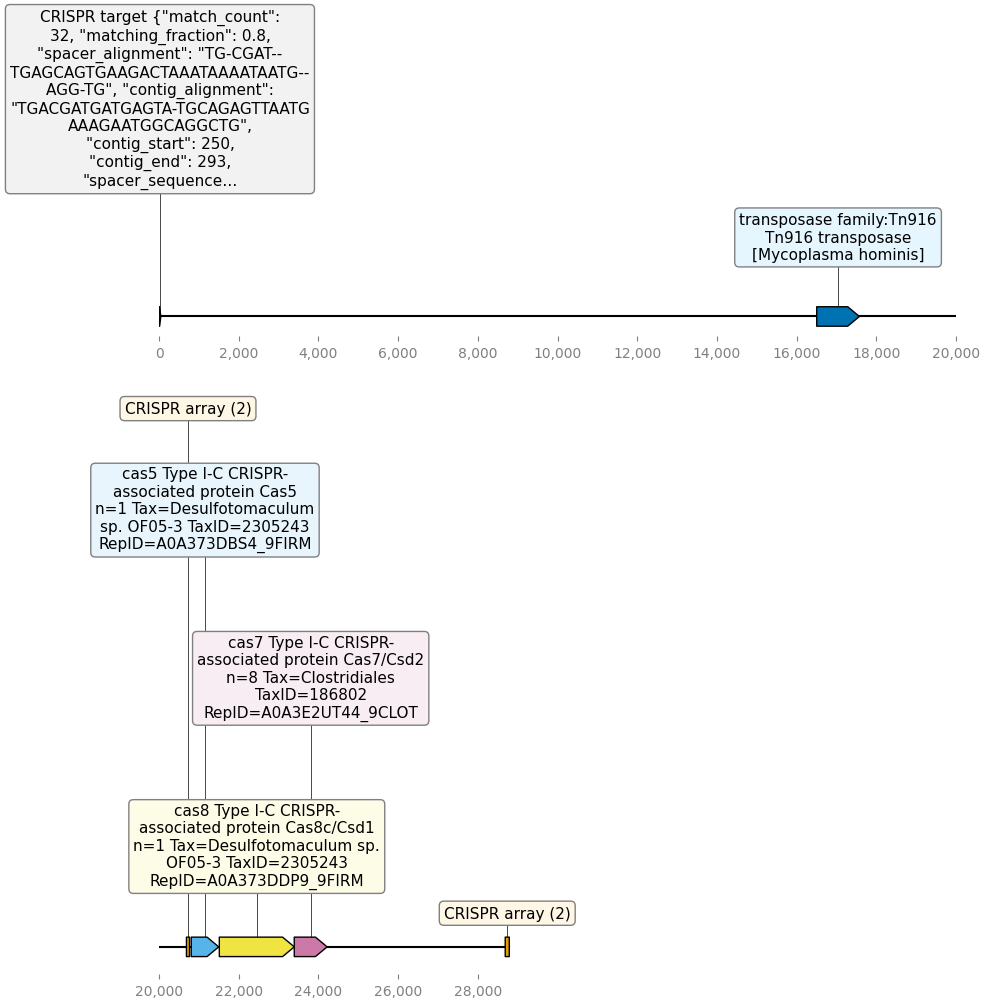 CRISPR target {"match_count":
32, "matching_fraction": 0.8,
"spacer_alignment": "TG-CGAT--
TGAGCAGTGAAGACTAAATAAAATAATG--
AGG-TG", "contig_alignment":
"TGACGATGATGAGTA-TGCAGAGTTAATG
AAAGAATGGCAGGCTG",
"contig_start": 250,
"contig_end": 293,
"spacer_sequence...
transposase family:Tn916
Tn916 transposase
[Mycoplasma hominis]
0 2,000 4,000 6,000 8,000 10,000 12,000 14,000 16,000 18,000 20,000
CRISPR array (2)
cas5 Type I-C CRISPR-
associated protein Cas5
n=1 Tax=Desulfotomaculum
sp. OF05-3 TaxID=2305243
RepID=A0A373DBS4_9FIRM
cas7 Type I-C CRISPR-
associated protein Cas7/Csd2
n=8 Tax=Clostridiales
TaxID=186802
RepID=A0A3E2UT44_9CLOT
cas8 Type I-C CRISPR-
associated protein Cas8c/Csd1
n=1 Tax=Desulfotomaculum sp.
OF05-3 TaxID=2305243
RepID=A0A373DDP9_9FIRM
CRISPR array (2)
20,000 22,000 24,000 26,000 28,000